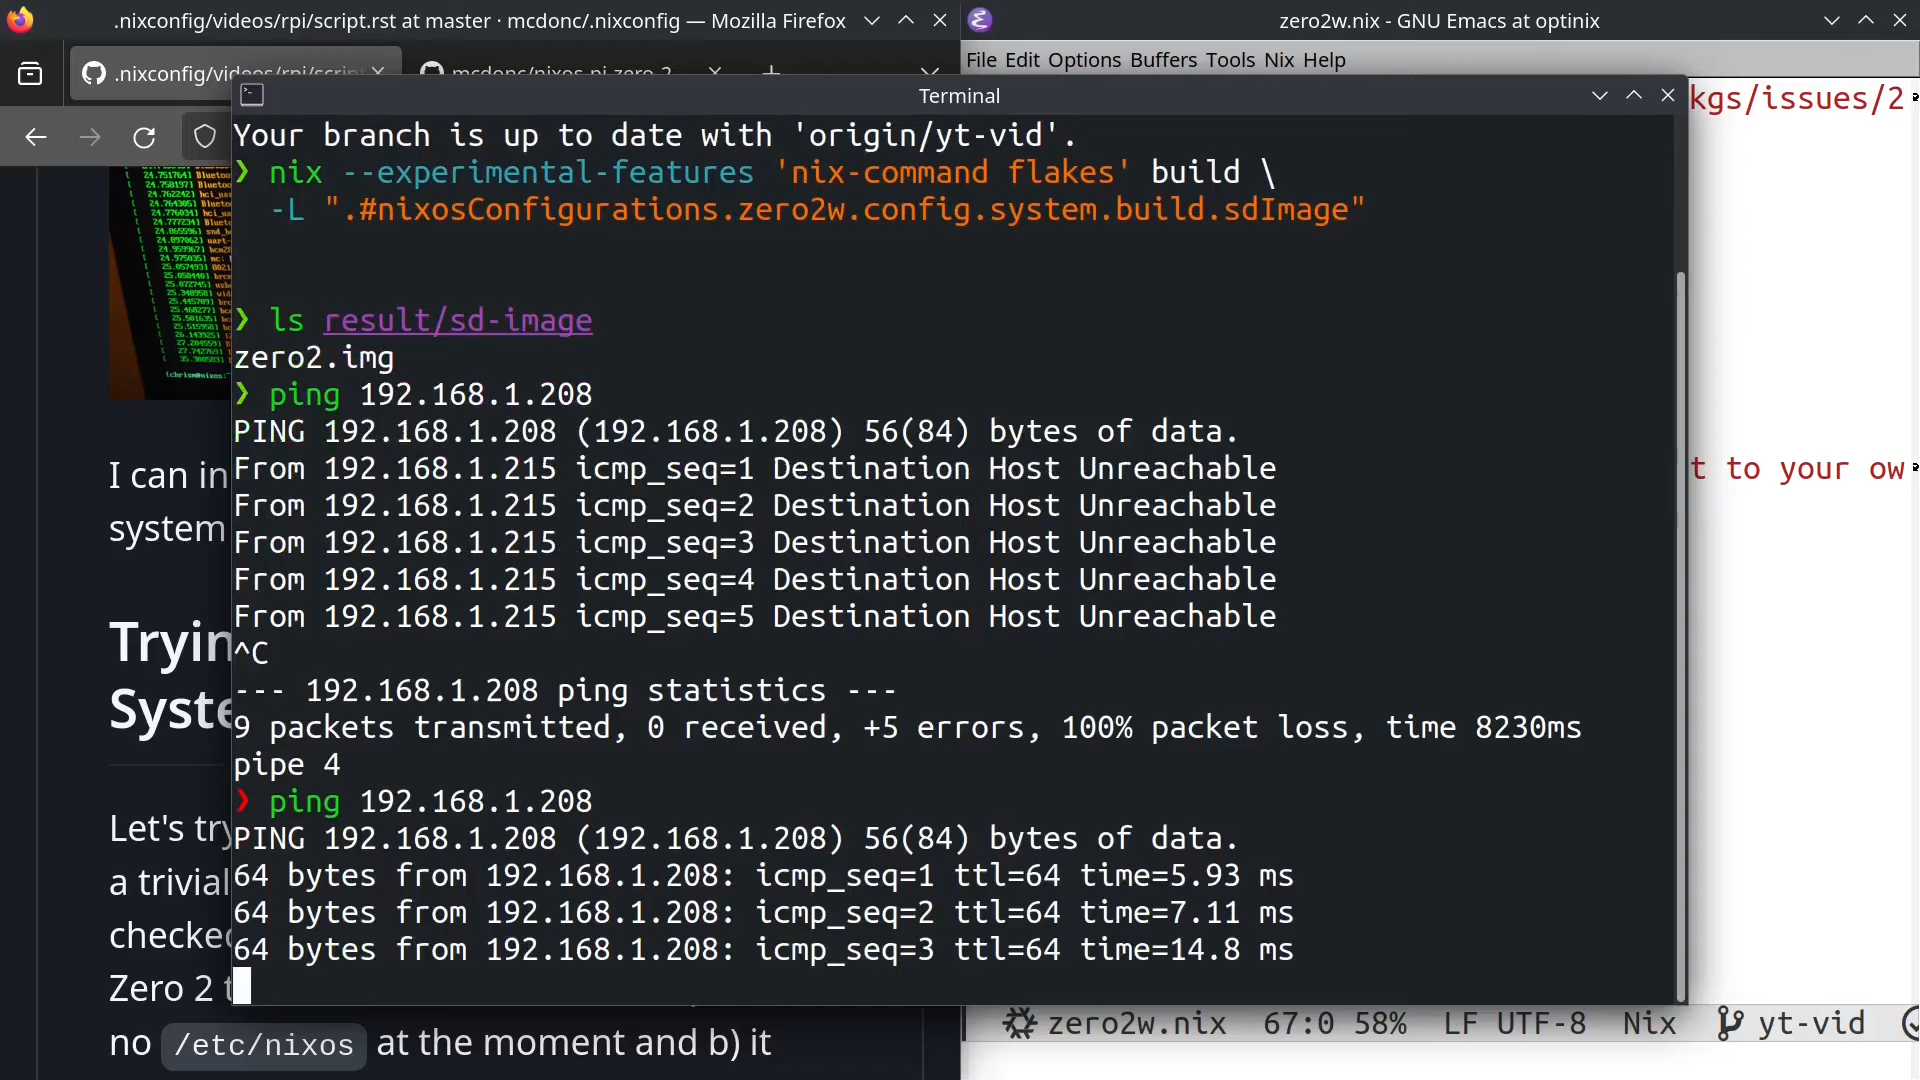 .nixconfig/videos/rpi/script.rst at master · mcdonc/.nixconfig — Mozilla Firefox
zero2w.nix - GNU Emacs at optinix
.nixconfig/videos/rpi/script
mcdonc/nixos-pi-zero-2
File Edit Options Buffers Tools Nix Help
Terminal
kgs/issues/2
Your branch is up to date with 'origin/yt-vid'.
❯ nix --experimental-features 'nix-command flakes' build \
-L ".#nixosConfigurations.zero2w.config.system.build.sdImage"
❯ ls result/sd-image
zero2.img
❯ ping 192.168.1.208
PING 192.168.1.208 (192.168.1.208) 56(84) bytes of data.
From 192.168.1.215 icmp_seq=1 Destination Host Unreachable
From 192.168.1.215 icmp_seq=2 Destination Host Unreachable
From 192.168.1.215 icmp_seq=3 Destination Host Unreachable
From 192.168.1.215 icmp_seq=4 Destination Host Unreachable
From 192.168.1.215 icmp_seq=5 Destination Host Unreachable
^C
--- 192.168.1.208 ping statistics ---
9 packets transmitted, 0 received, +5 errors, 100% packet loss, time 8230ms
pipe 4
❯ ping 192.168.1.208
PING 192.168.1.208 (192.168.1.208) 56(84) bytes of data.
64 bytes from 192.168.1.208: icmp_seq=1 ttl=64 time=5.93 ms
64 bytes from 192.168.1.208: icmp_seq=2 ttl=64 time=7.11 ms
64 bytes from 192.168.1.208: icmp_seq=3 ttl=64 time=14.8 ms
t to your ow
I can in
system
Tryin
Syste
Let's try
a trivial
checked
Zero 2 t
no /etc/nixos at the moment and b) it
zero2w.nix 67:0 58% LF UTF-8 Nix yt-vid